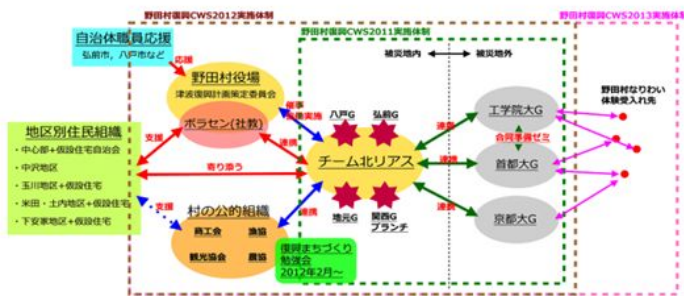 野田村復興CWS2012実施体制
野田村復興CWS2013実施体制
野田村復興CWS2011実施体制
自治体職員応援
弘前市，八戸市など
応援
被災地内
被災地外
野田村役場
津波復興計画策定委員会
ボラセン(社教)
支援
連携
八戸G
弘前G
チーム北リアス
地元G
関西G
ブランチ
連携
連携
連携
工学院大G
合同準備ゼミ
首都大G
京都大G
野田村なりわい
体験受入れ先
地区別住民組織
・中心部+仮設住宅自治会
・中沢地区
・玉川地区+仮設住宅
・米田・土内地区+仮設住宅
・下安家地区+仮設住宅
寄り添う
支援
連携
村の公的組織
商工会
漁協
観光協会
農協
復興まちづくり
勉強会
2012年2月～